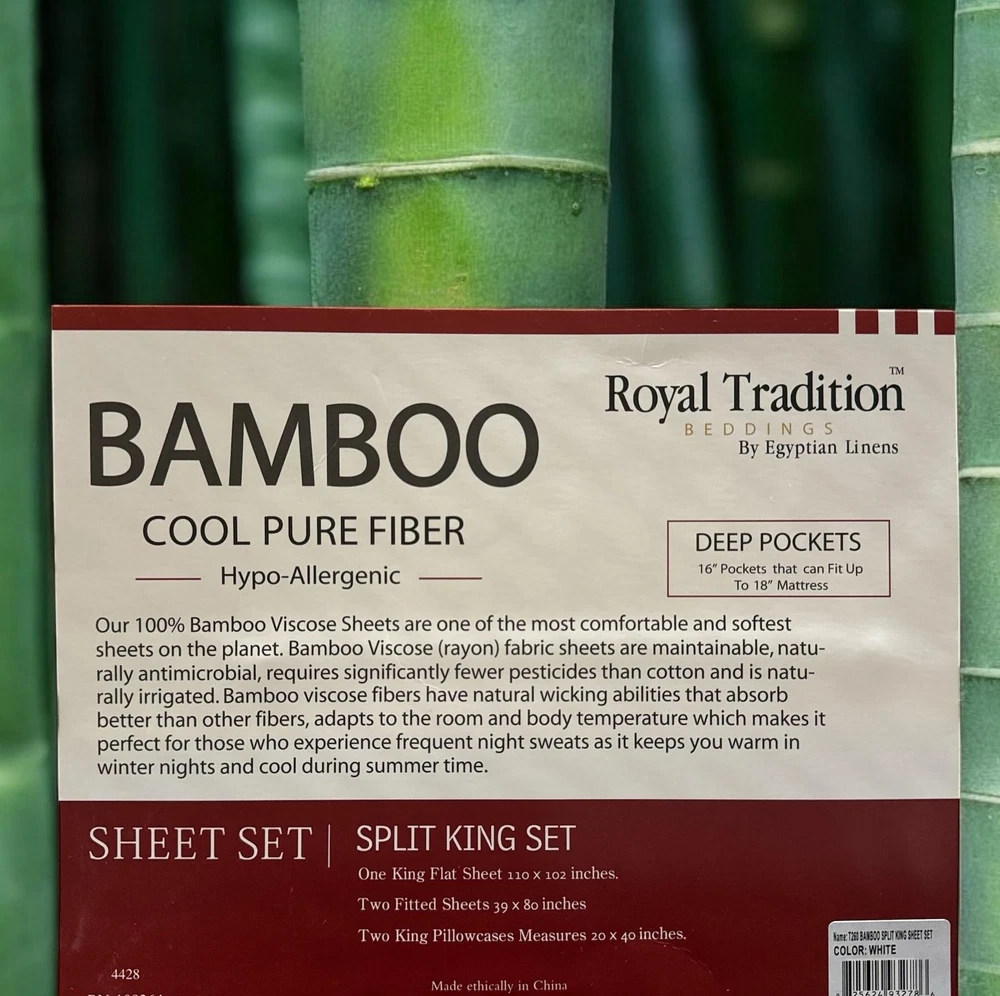 Royal Tradition™
BEDDINGS
By Egyptian Linens
BAMBOO
COOL PURE FIBER
Hypo-Allergenic
DEEP POCKETS
16" Pockets that can Fit Up
To 18" Mattress
Our 100% Bamboo Viscose Sheets are one of the most comfortable and softest
sheets on the planet. Bamboo Viscose (rayon) fabric sheets are maintainable, natu-
rally antimicrobial, requires significantly fewer pesticides than cotton and is natu-
rally irrigated. Bamboo viscose fibers have natural wicking abilities that absorb
better than other fibers, adapts to the room and body temperature which makes it
perfect for those who experience frequent night sweats as it keeps you warm in
winter nights and cool during summer time.
SHEET SET | SPLIT KING SET
One King Flat Sheet 110 x 102 inches.
Two Fitted Sheets 39 x 80 inches
Two King Pillowcases Measures 20 x 40 inches.
Name: T260 BAMBOO SPLIT KING SHEET SET
COLOR: WHITE
4428
Made ethically in China